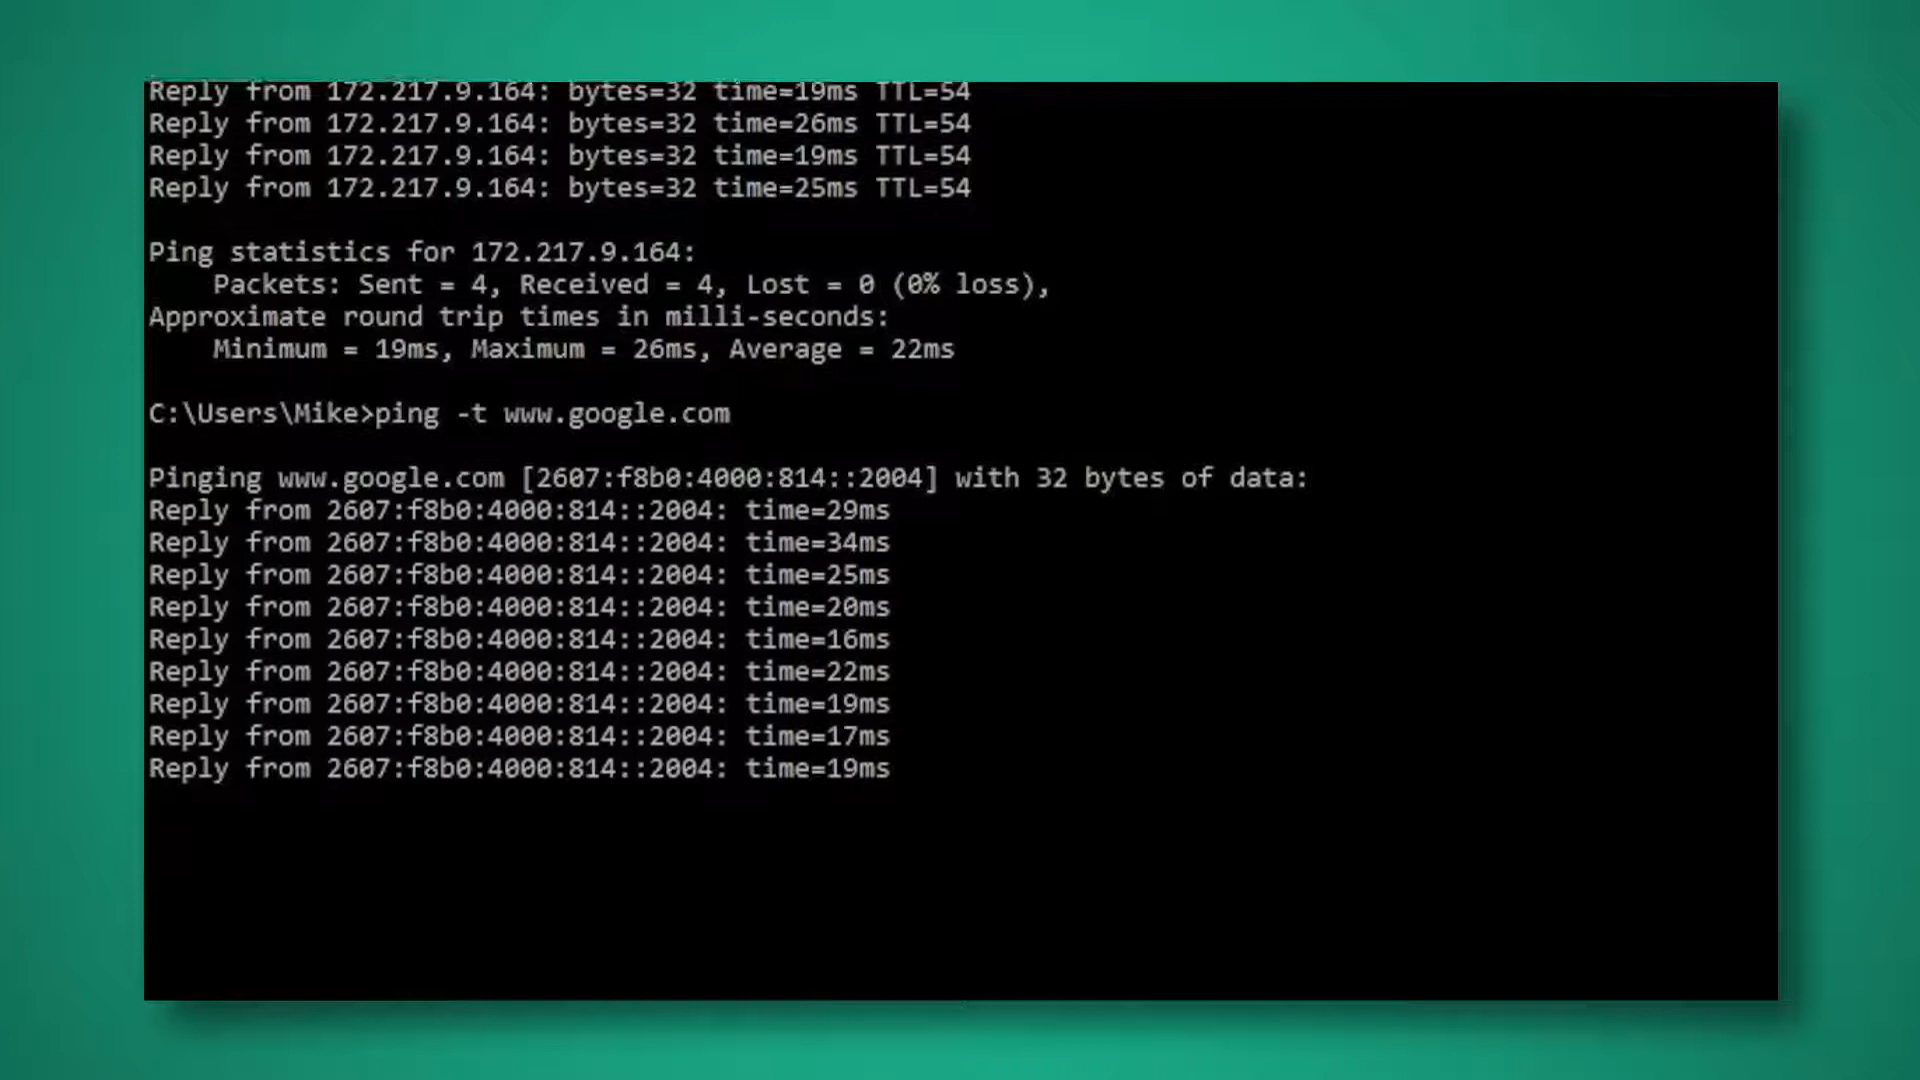 Reply from 172.217.9.164: bytes=32 time=19ms TTL=54
Reply from 172.217.9.164: bytes=32 time=26ms TTL=54
Reply from 172.217.9.164: bytes=32 time=19ms TTL=54
Reply from 172.217.9.164: bytes=32 time=25ms TTL=54
Ping statistics for 172.217.9.164:
    Packets: Sent = 4, Received = 4, Lost = 0 (0% loss),
Approximate round trip times in milli-seconds:
    Minimum = 19ms, Maximum = 26ms, Average = 22ms
C:\Users\Mike>ping -t www.google.com
Pinging www.google.com [2607:f8b0:4000:814::2004] with 32 bytes of data:
Reply from 2607:f8b0:4000:814::2004: time=29ms
Reply from 2607:f8b0:4000:814::2004: time=34ms
Reply from 2607:f8b0:4000:814::2004: time=25ms
Reply from 2607:f8b0:4000:814::2004: time=20ms
Reply from 2607:f8b0:4000:814::2004: time=16ms
Reply from 2607:f8b0:4000:814::2004: time=22ms
Reply from 2607:f8b0:4000:814::2004: time=19ms
Reply from 2607:f8b0:4000:814::2004: time=17ms
Reply from 2607:f8b0:4000:814::2004: time=19ms